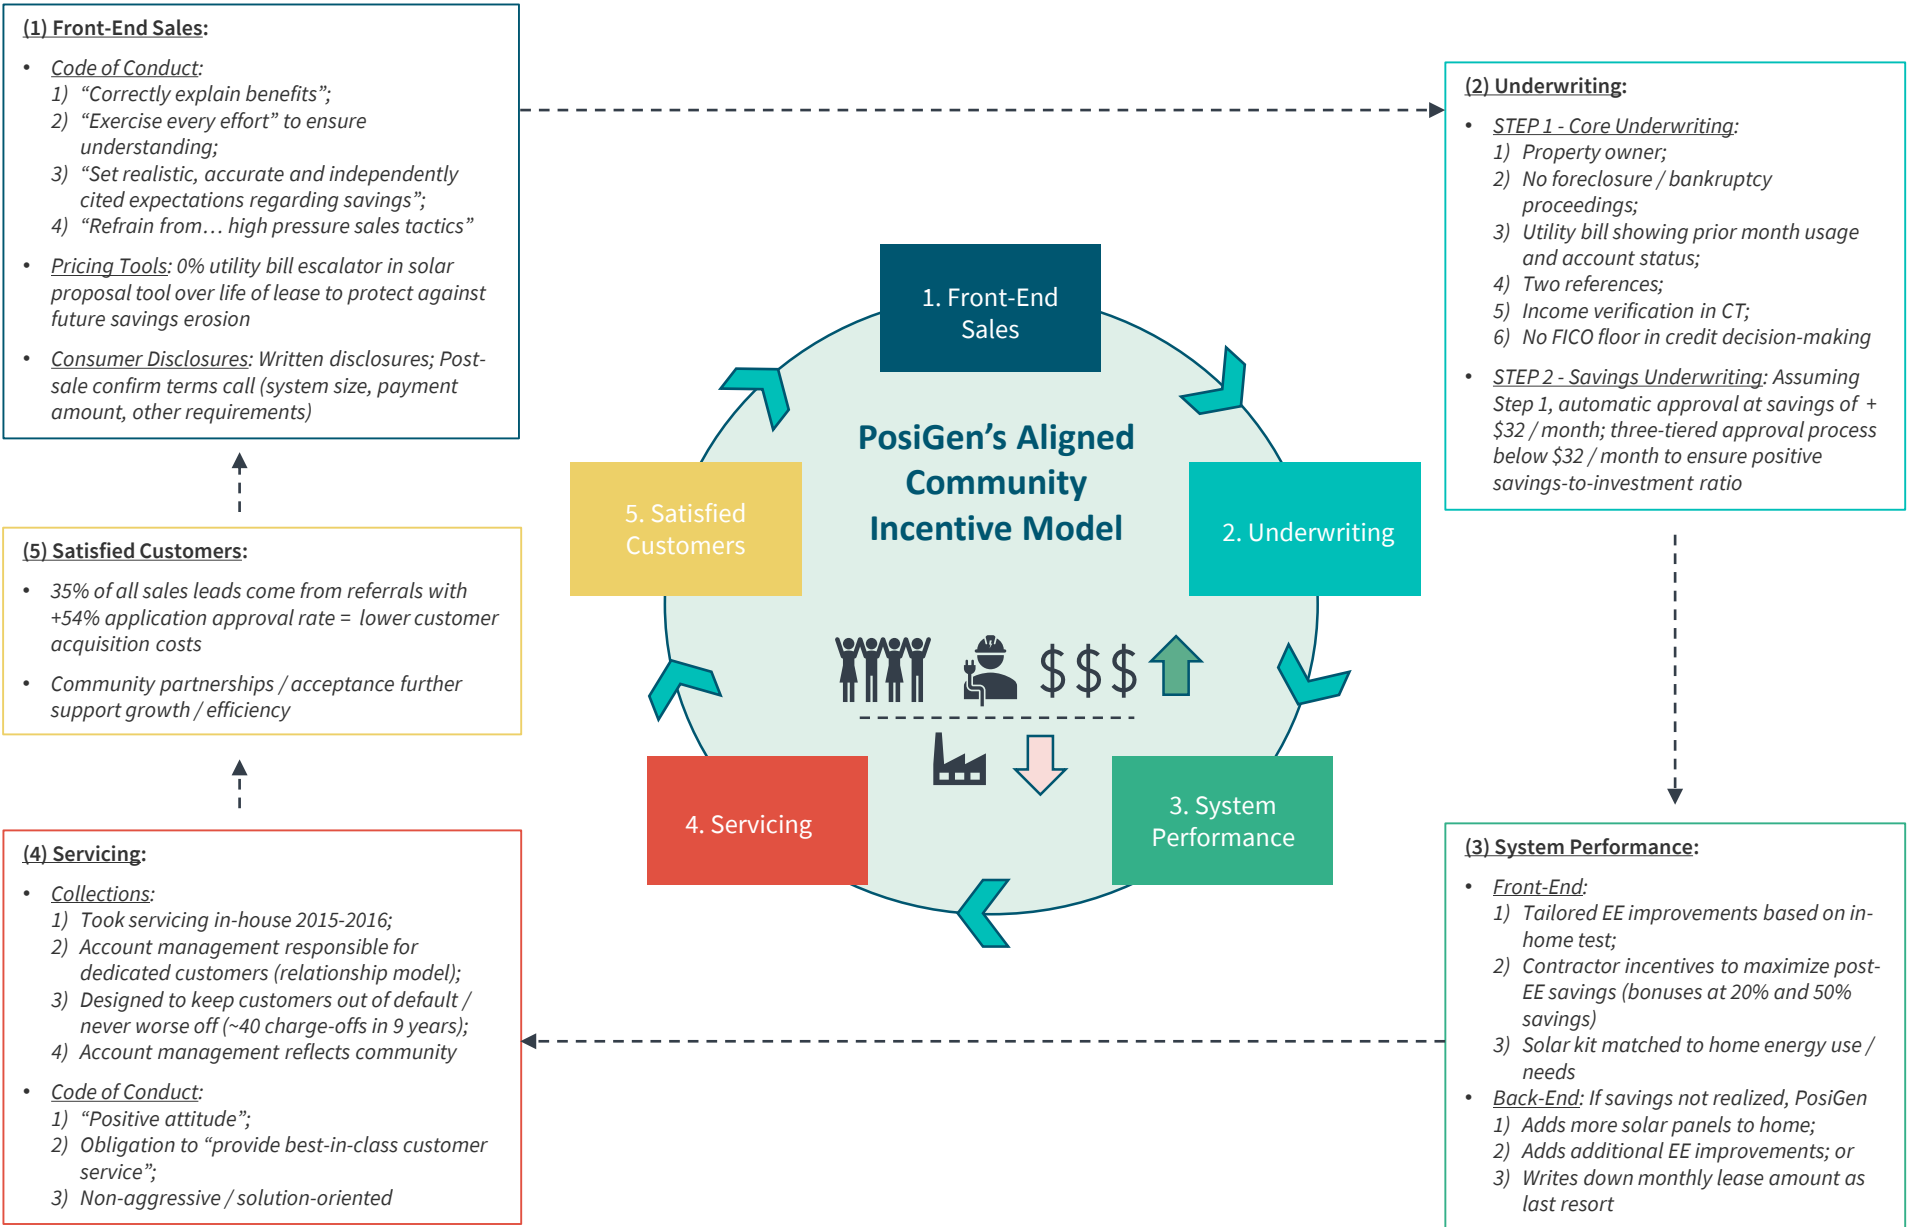 (1) Front-End Sales:
• Code of Conduct:
1) “Correctly explain benefits”;
2) “Exercise every effort” to ensure
understanding;
3) “Set realistic, accurate and independently
cited expectations regarding savings”;
4) “Refrain from… high pressure sales tactics”
• Pricing Tools: 0% utility bill escalator in solar
proposal tool over life of lease to protect against
future savings erosion
• Consumer Disclosures: Written disclosures; Post-
sale confirm terms call (system size, payment
amount, other requirements)
(2) Underwriting:
• STEP 1 - Core Underwriting:
1) Property owner;
2) No foreclosure / bankruptcy
proceedings;
3) Utility bill showing prior month usage
and account status;
4) Two references;
5) Income verification in CT;
6) No FICO floor in credit decision-making
• STEP 2 - Savings Underwriting: Assuming
Step 1, automatic approval at savings of +
$32 / month; three-tiered approval process
below $32 / month to ensure positive
savings-to-investment ratio
1. Front-End
Sales
PosiGen’s Aligned
Community
Incentive Model
5. Satisfied
Customers
2. Underwriting
$$$
4. Servicing
3. System
Performance
(5) Satisfied Customers:
• 35% of all sales leads come from referrals with
+54% application approval rate = lower customer
acquisition costs
• Community partnerships / acceptance further
support growth / efficiency
(4) Servicing:
• Collections:
1) Took servicing in-house 2015-2016;
2) Account management responsible for
dedicated customers (relationship model);
3) Designed to keep customers out of default /
never worse off (~40 charge-offs in 9 years);
4) Account management reflects community
• Code of Conduct:
1) “Positive attitude”;
2) Obligation to “provide best-in-class customer
service”;
3) Non-aggressive / solution-oriented
(3) System Performance:
• Front-End:
1) Tailored EE improvements based on in-
home test;
2) Contractor incentives to maximize post-
EE savings (bonuses at 20% and 50%
savings)
3) Solar kit matched to home energy use /
needs
• Back-End: If savings not realized, PosiGen
1) Adds more solar panels to home;
2) Adds additional EE improvements; or
3) Writes down monthly lease amount as
last resort